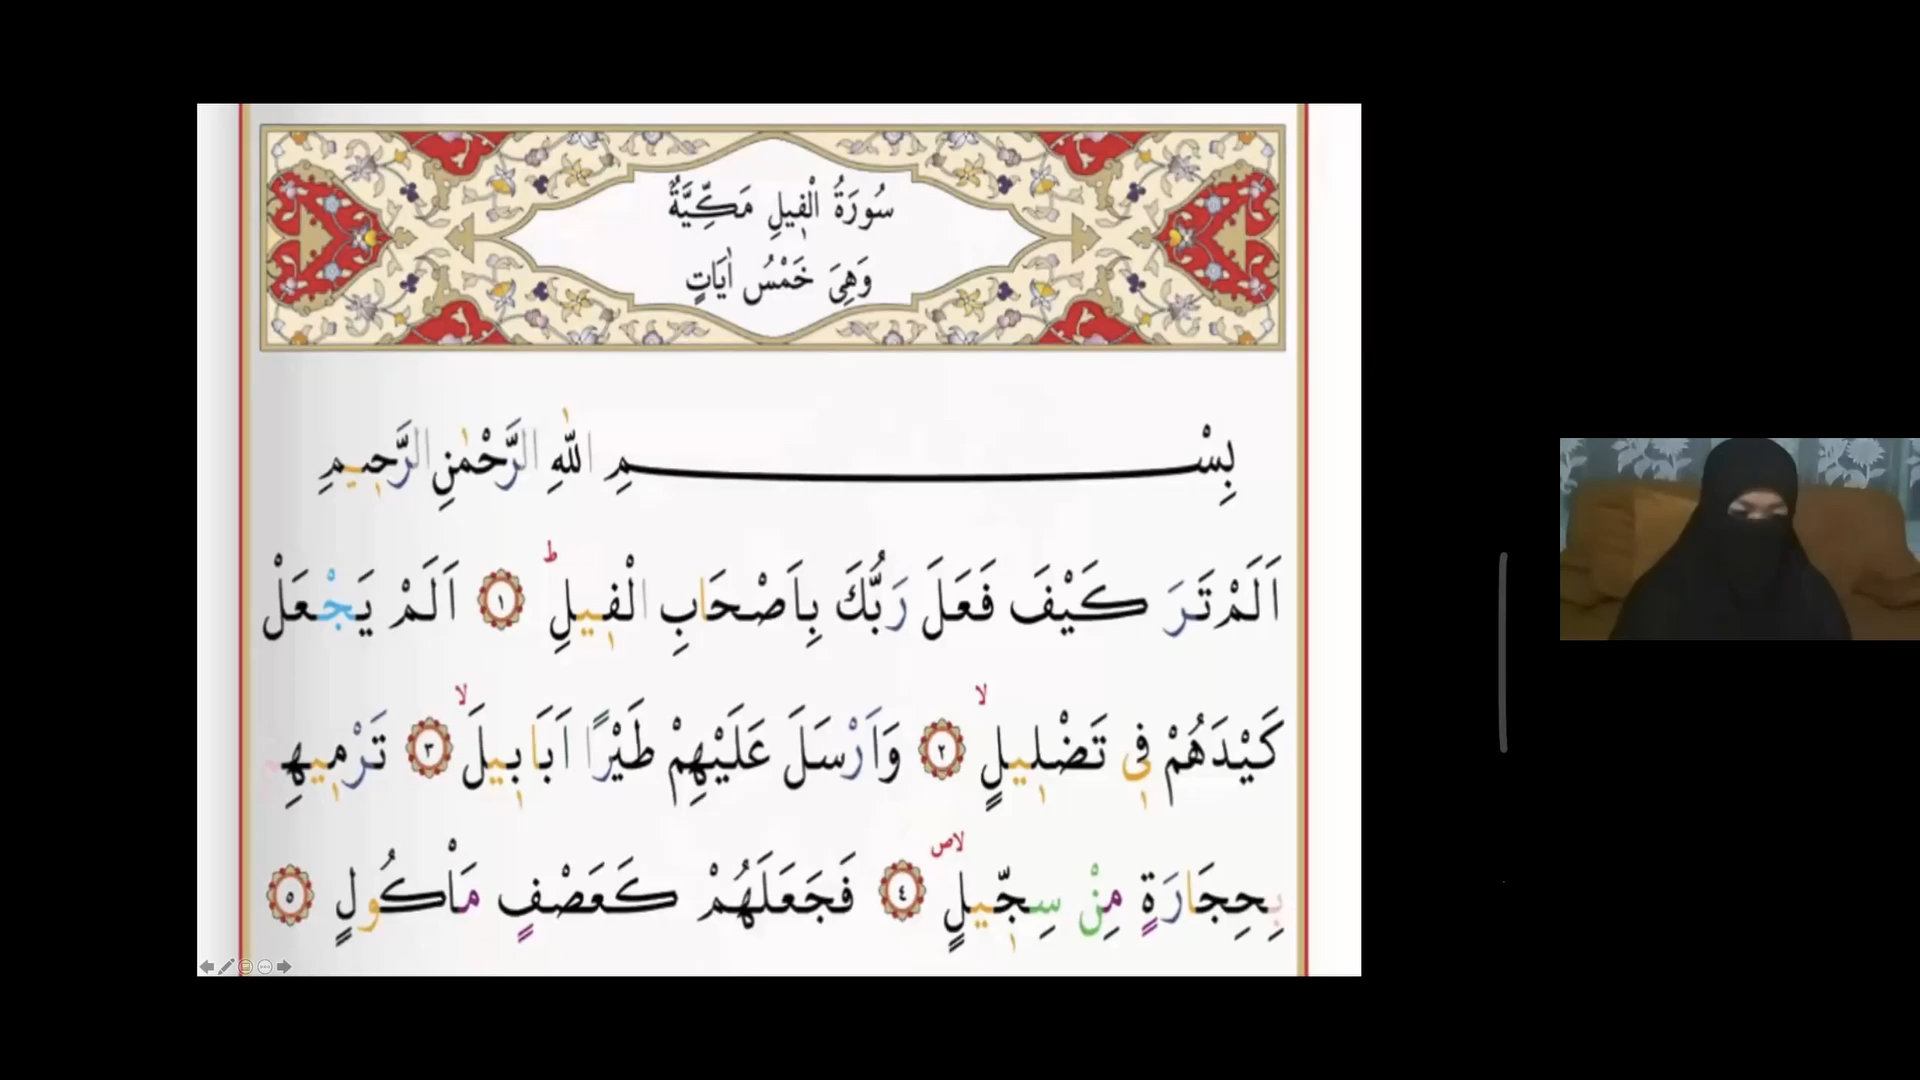 سُورَةُ الْفٖيلِ مَكِّيَّةٌ
وَهِىَ خَمْسُ اٰيَاتٍ
بِسْمِ اللّٰهِ الرَّحْمٰنِ الرَّحٖيمِ
اَلَمْ تَرَ كَيْفَ فَعَلَ رَبُّكَ بِاَصْحَابِ الْفٖيلِؕ ﴿١﴾ اَلَمْ يَجْعَلْ
كَيْدَهُمْ فٖى تَضْلٖيلٍۙ ﴿٢﴾ وَاَرْسَلَ عَلَيْهِمْ طَيْرًا اَبَابٖيلَۙ ﴿٣﴾ تَرْمٖيهِمْ
بِحِجَارَةٍ مِنْ سِجّٖيلٍۙࣕ ﴿٤﴾ فَجَعَلَهُمْ كَعَصْفٍ مَاْكُولٍ ﴿٥﴾